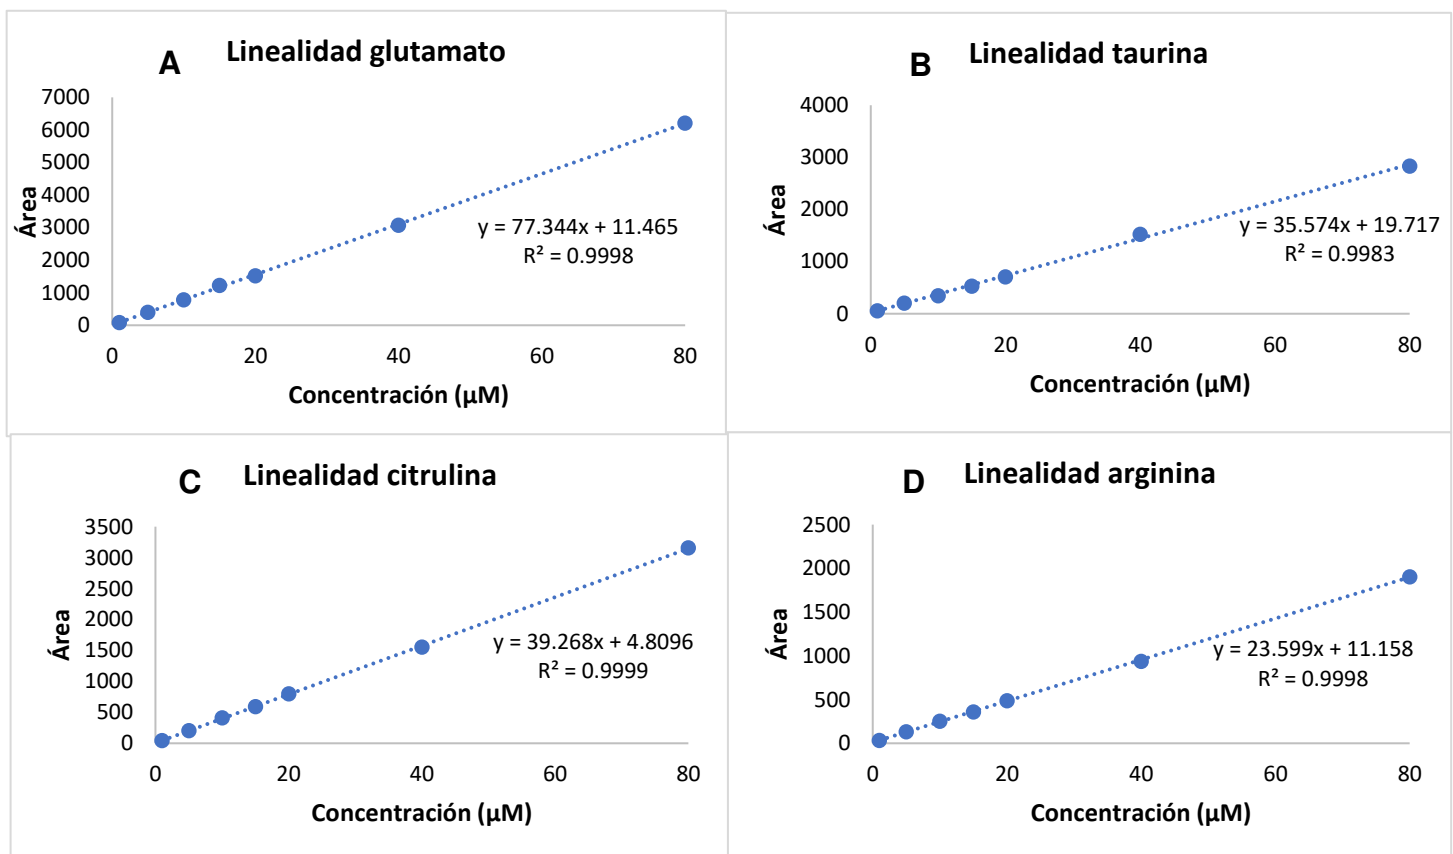 A
Linealidad glutamato
7000
6000
5000
4000
3000
2000
1000
0
Área
y = 77.344x + 11.465
R² = 0.9998
0 20 40 60 80
Concentración (µM)
B
Linealidad taurina
4000
3000
2000
1000
0
Área
y = 35.574x + 19.717
R² = 0.9983
0 20 40 60 80
Concentración (µM)
C
Linealidad citrulina
3500
3000
2500
2000
1500
1000
500
0
Área
y = 39.268x + 4.8096
R² = 0.9999
0 20 40 60 80
Concentración (µM)
D
Linealidad arginina
2500
2000
1500
1000
500
0
Área
y = 23.599x + 11.158
R² = 0.9998
0 20 40 60 80
Concentración (µM)